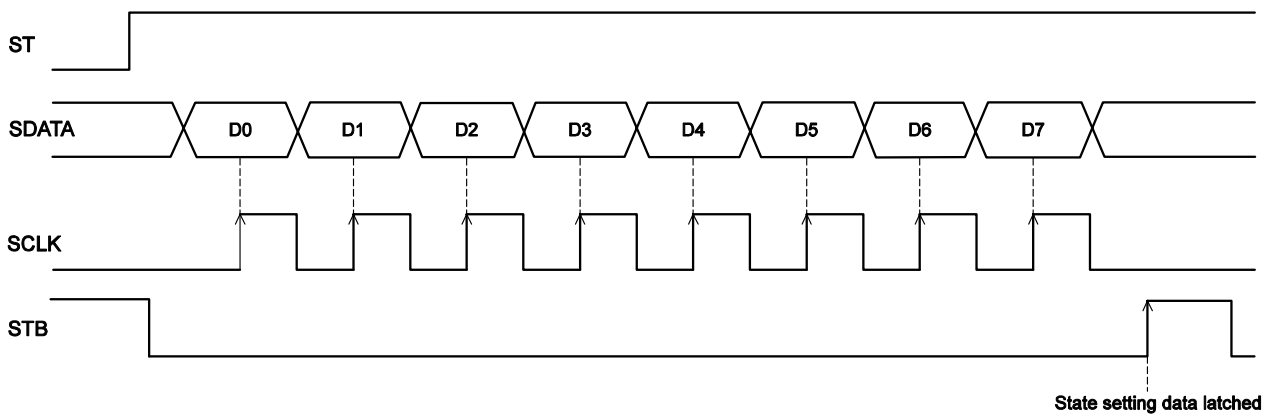 ST
SDATA
D0 D1 D2 D3 D4 D5 D6 D7
SCLK
STB
State setting data latched